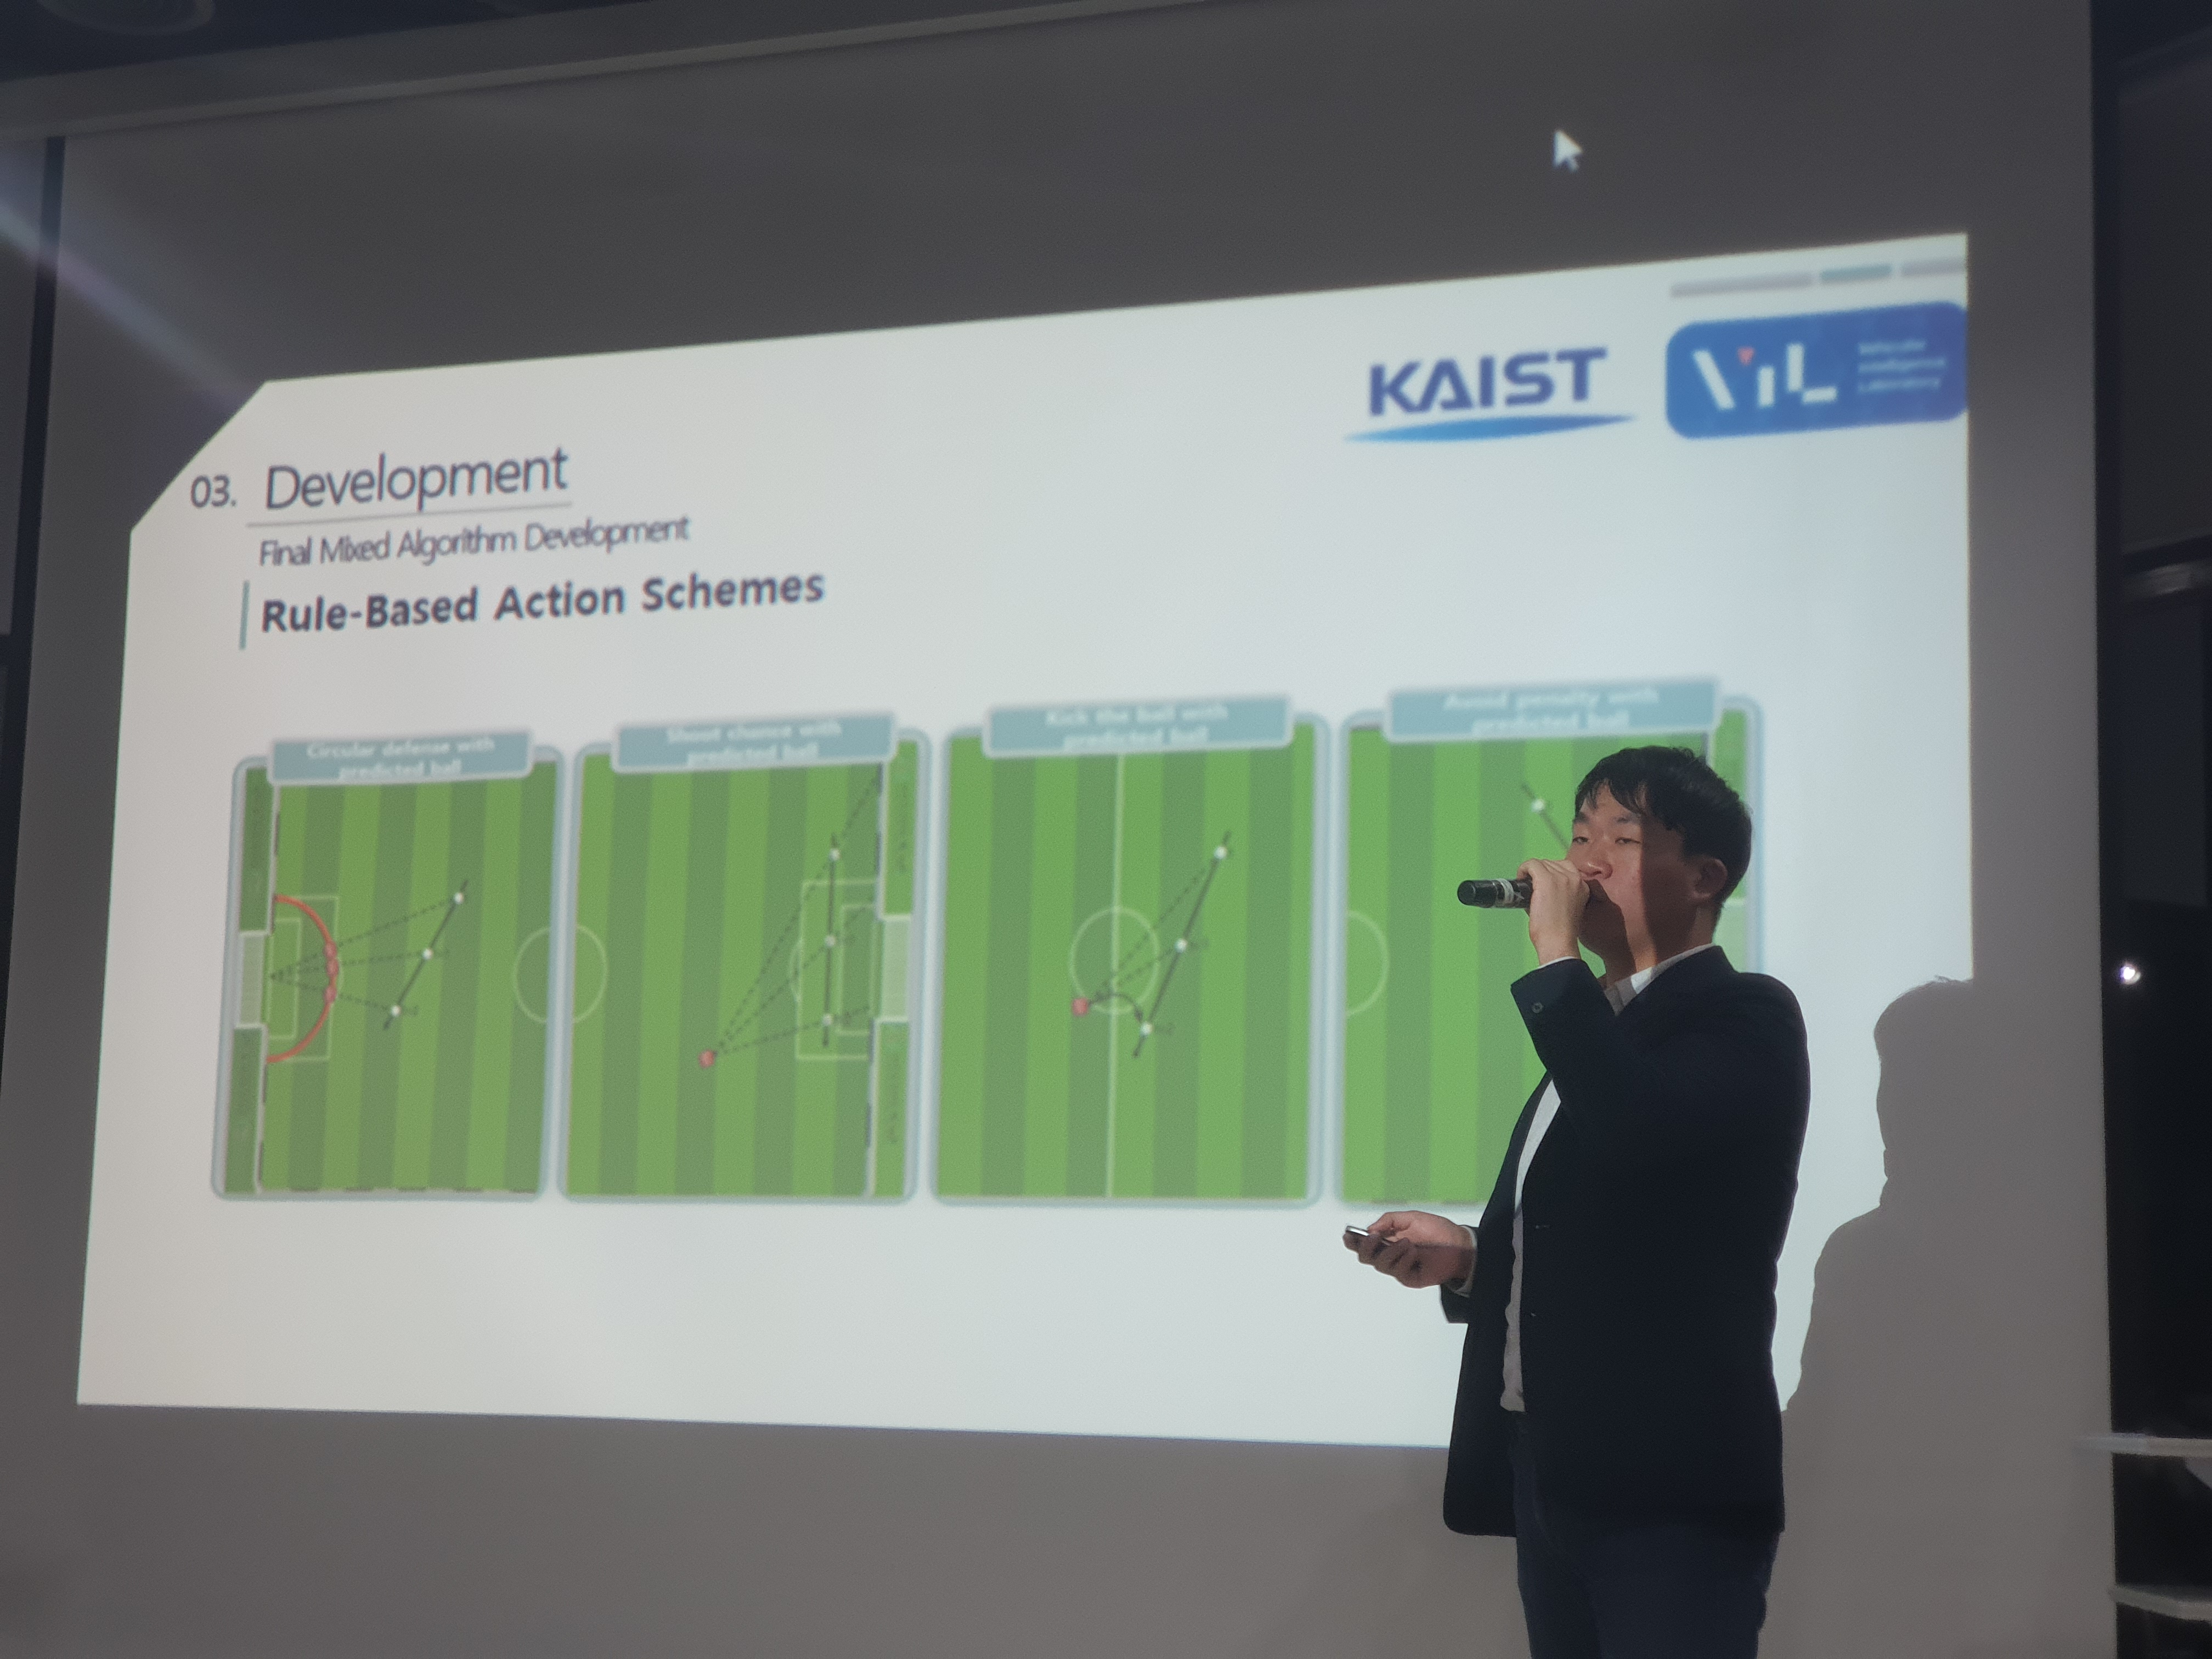 KAIST
ViL
03. Development
Final Mixed Algorithm Development
Rule-Based Action Schemes
Circular defense with
predicted ball
Shoot chance with
predicted ball
Kick the ball with
predicted ball
Avoid penalty with
predicted ball